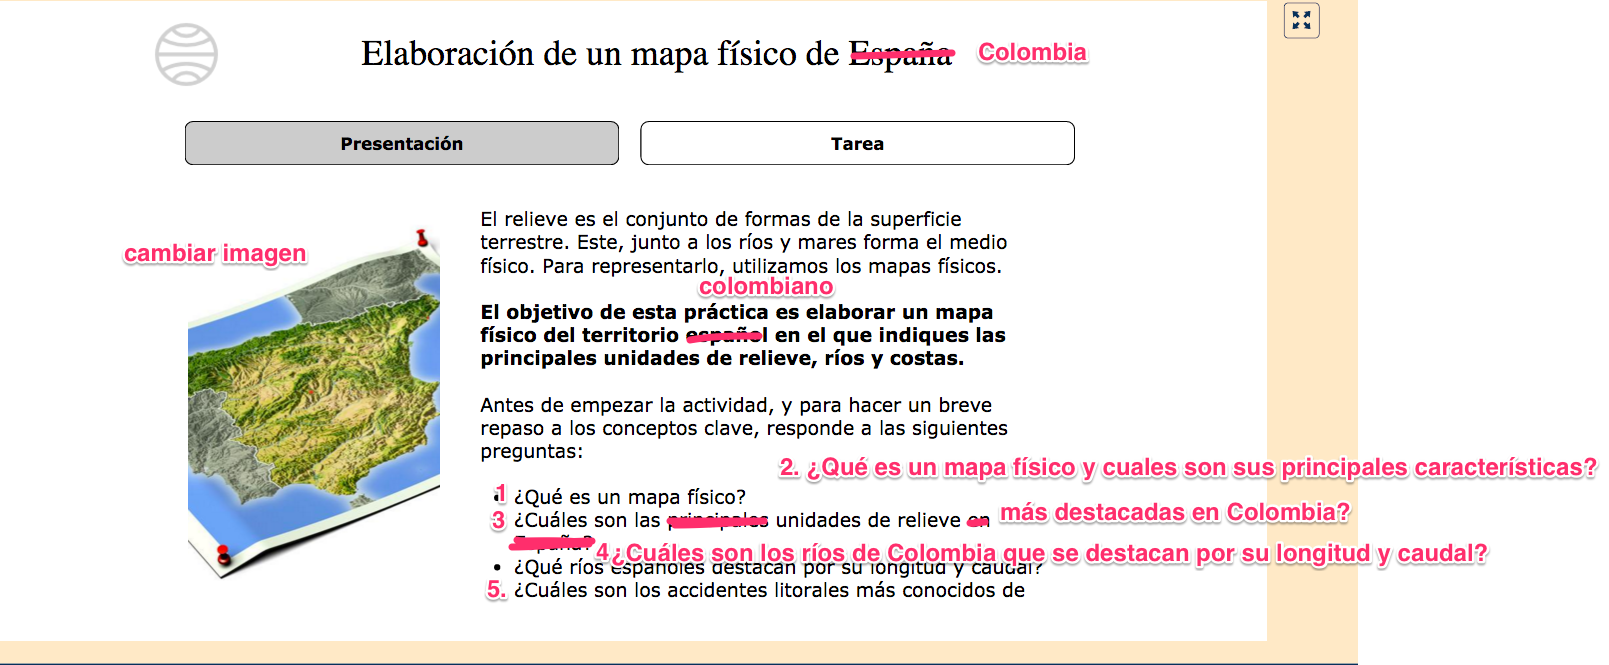 Elaboración de un mapa físico de España Colombia
Presentación
Tarea
El relieve es el conjunto de formas de la superficie
terrestre. Este, junto a los ríos y mares forma el medio
físico. Para representarlo, utilizamos los mapas físicos.
cambiar imagen
colombiano
El objetivo de esta práctica es elaborar un mapa
físico del territorio español en el que indiques las
principales unidades de relieve, ríos y costas.
Antes de empezar la actividad, y para hacer un breve
repaso a los conceptos clave, responde a las siguientes
preguntas:
2. ¿Qué es un mapa físico y cuales son sus principales característicias?
1 ¿Qué es un mapa físico?
3 ¿Cuáles son las principales unidades de relieve en más destacadas en Colombia?
España?
4¿Cuáles son los ríos de Colombia que se destacan por su longitud y caudal?
• ¿Qué ríos españoles destacan por su longitud y caudal?
5. ¿Cuáles son los accidentes litorales más conocidos de